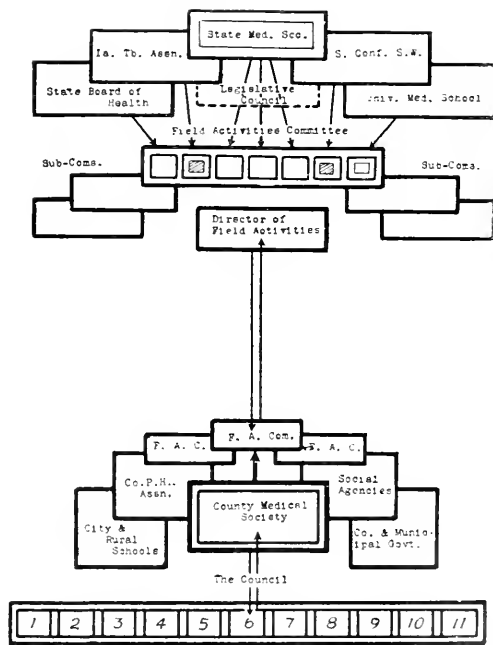 State Med. Soc.
Ia. Tb. Assn.
S. Conf. S.W.
State Board of
Health
Legislative
Council
Univ. Med. School
Field Activities Committee
Sub-Coms.
Sub-Coms.
Director of
Field Activities
F. A. Com.
F. A. C.
F. A. C.
Co. P. H.
Assn.
Social
Agencies
County Medical
Society
City &
Rural
Schools
Co. & Munic-
ipal Govt.
The Council
1 2 3 4 5 6 7 8 9 10 11